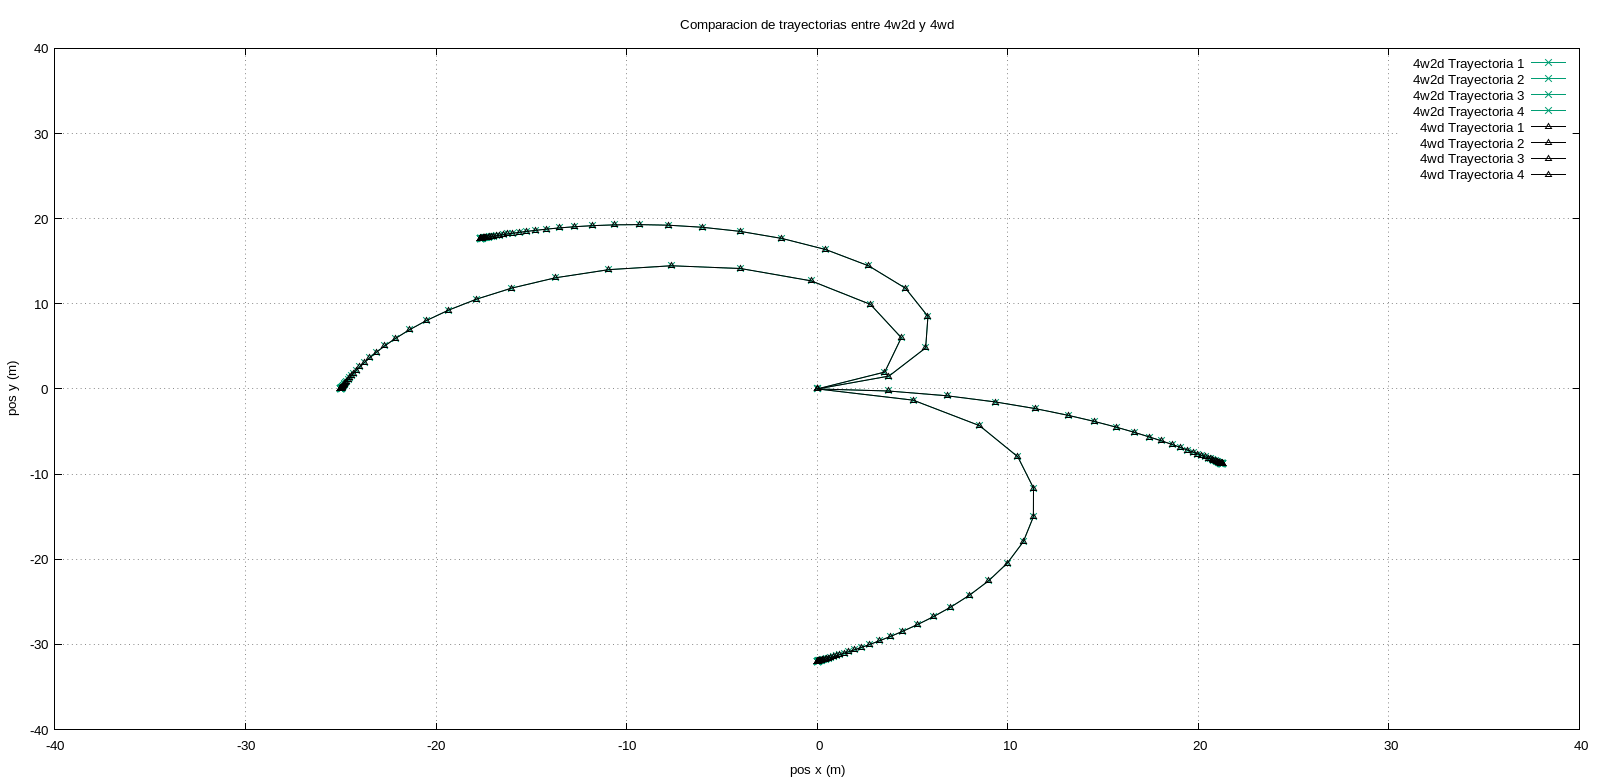 Comparacion de trayectorias entre 4w2d y 4wd
4w2d Trayectoria 1
4w2d Trayectoria 2
4w2d Trayectoria 3
4w2d Trayectoria 4
4wd Trayectoria 1
4wd Trayectoria 2
4wd Trayectoria 3
4wd Trayectoria 4
40
30
20
10
0
-10
-20
-30
-40
pos y (m)
-40 -30 -20 -10 0 10 20 30 40
pos x (m)